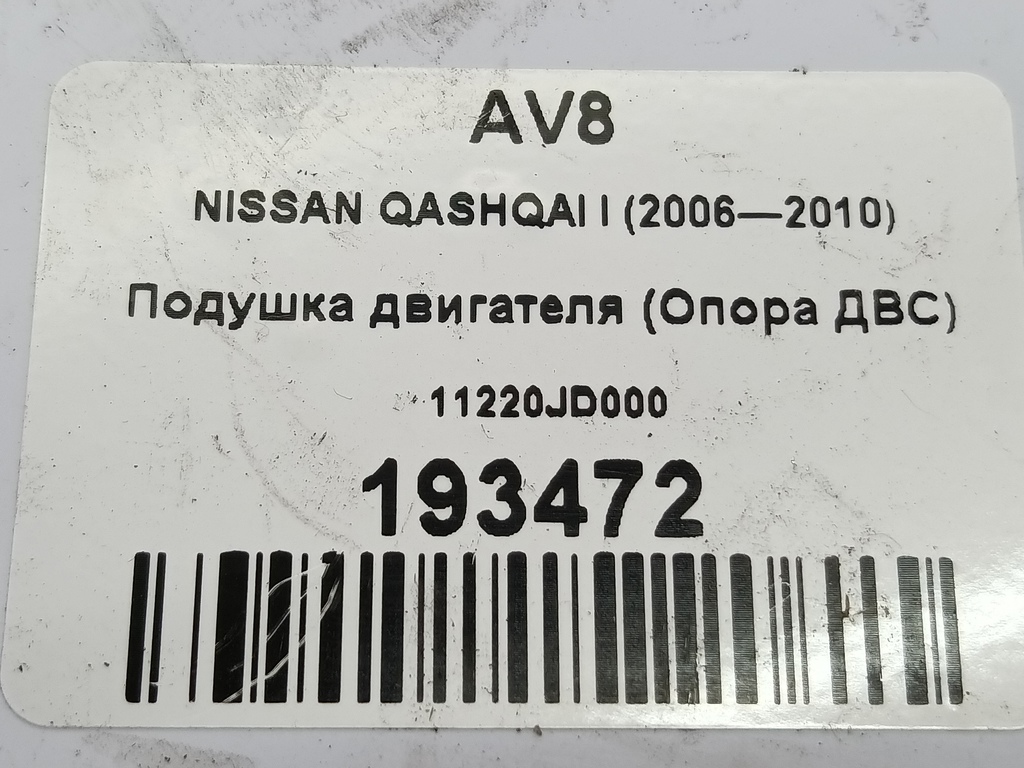 AV8
NISSAN QASHQAI I (2006—2010)
Подушка двигателя (Опора ДВС)
11220JD000
193472